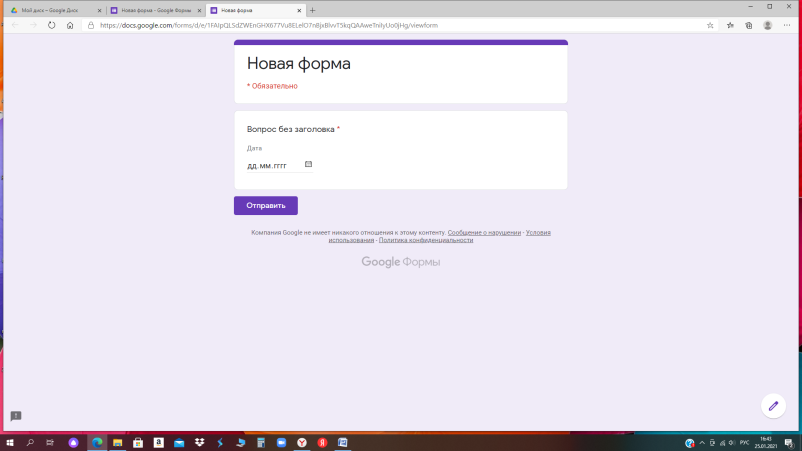 Мой диск – Google Диск
Новая форма - Google Формы
Новая форма
https://docs.google.com/forms/d/e/1FAIpQLSdZWEnGHX677Vu8ELelO7nBjxBlvvT5kqQAAweTnIiyUo0jHg/viewform
Новая форма
* Обязательно
Вопрос без заголовка *
Дата
дд.мм.гггг
Отправить
Компания Google не имеет никакого отношения к этому контенту. Сообщение о нарушении - Условия
использования - Политика конфиденциальности
Google Формы
РУС
16:43
25.01.2021